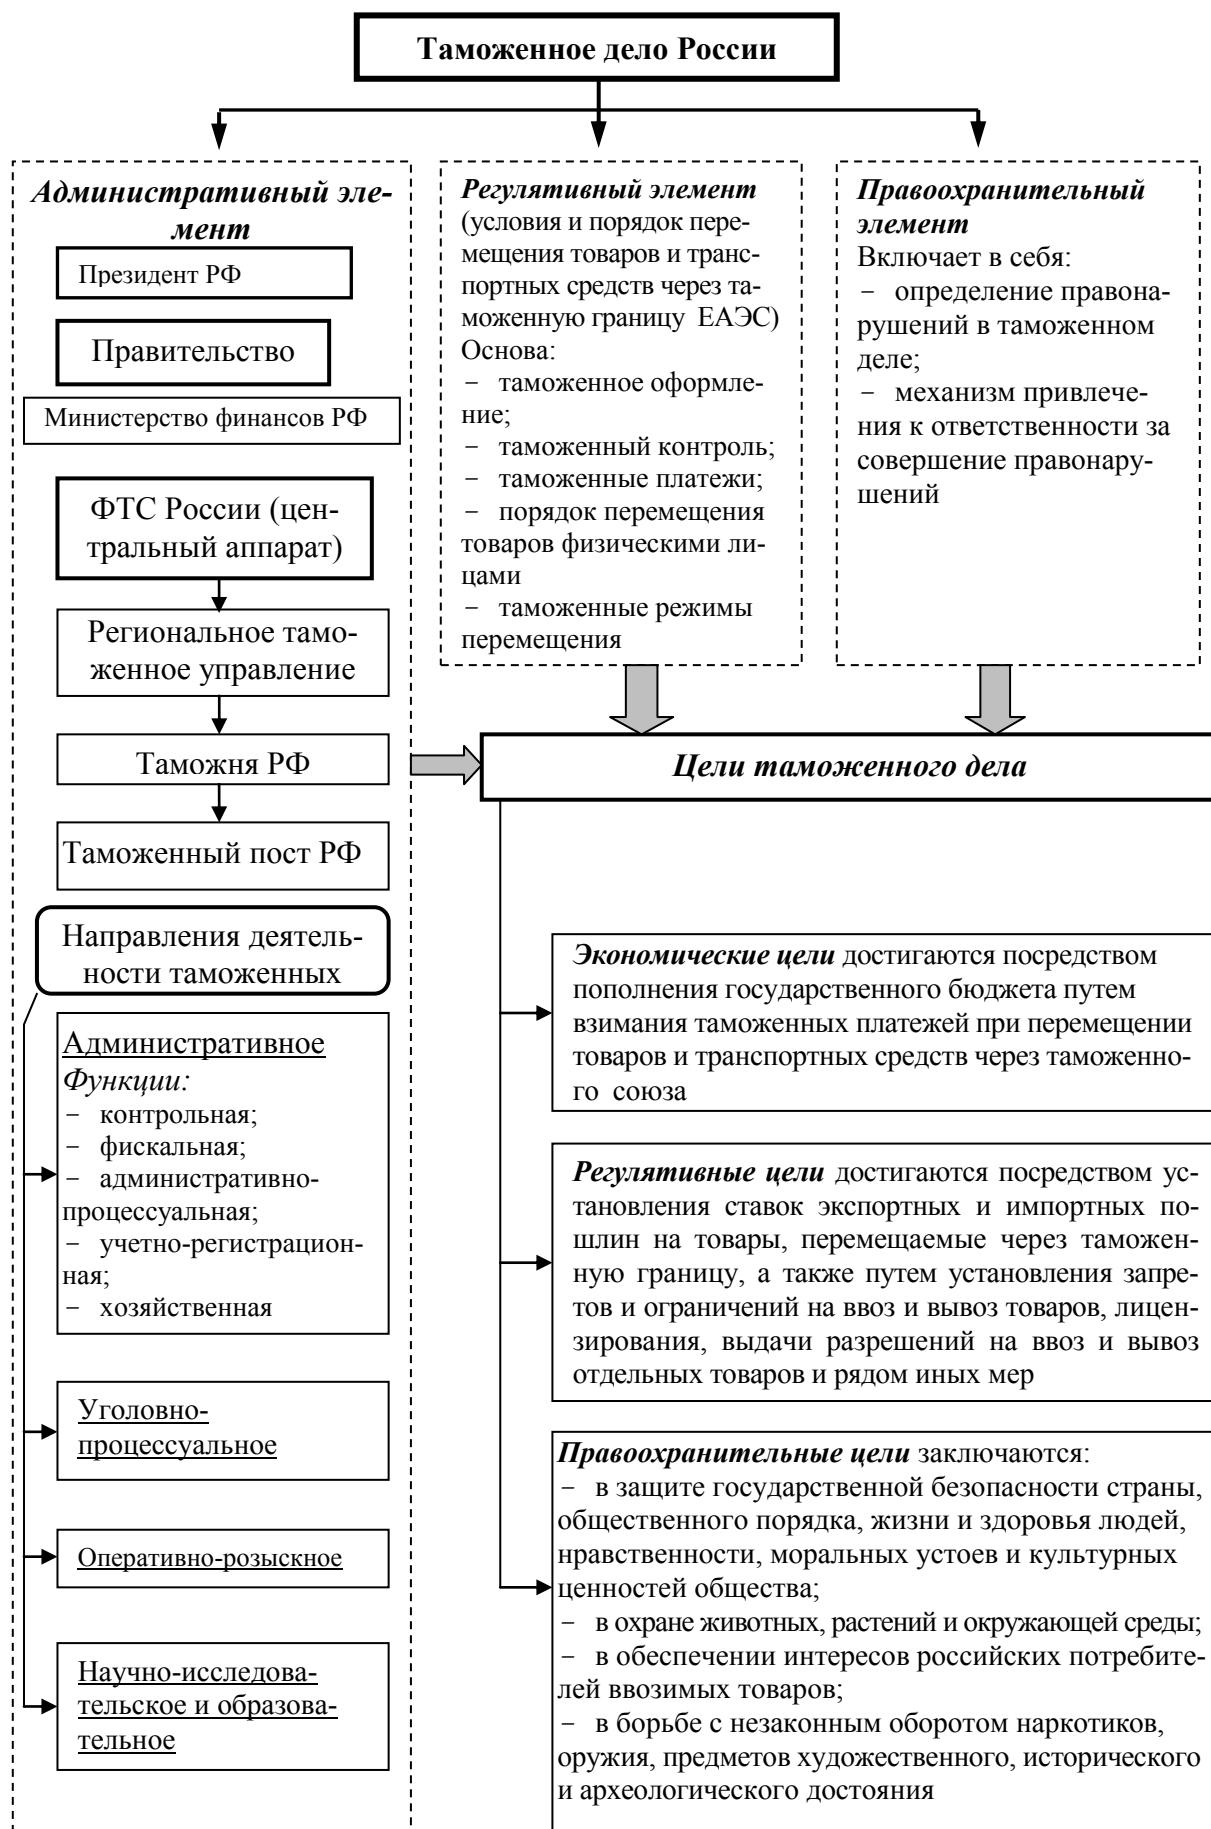 Таможенное дело России
Административный эле-
мент
Президент РФ
Правительство
Министерство финансов РФ
ФТС России (цен-
тральный аппарат)
Региональное тамо-
женное управление
Таможня РФ
Таможенный пост РФ
Направления деятель-
ности таможенных
Административное
Функции:
− контрольная;
− фискальная;
− административно-
процессуальная;
− учетно-регистрацион-
ная;
− хозяйственная
Уголовно-
процессуальное
Оперативно-розыскное
Научно-исследова-
тельское и образова-
тельное
Регулятивный элемент
(условия и порядок пере-
мещения товаров и транс-
портных средств через та-
моженную границу ЕАЭС)
Основа:
− таможенное оформле-
ние;
− таможенный контроль;
− таможенные платежи;
− порядок перемещения
товаров физическими ли-
цами
− таможенные режимы
перемещения
Правоохранительный
элемент
Включает в себя:
− определение правона-
рушений в таможенном
деле;
− механизм привлече-
ния к ответственности за
совершение правонару-
шений
Цели таможенного дела
Экономические цели достигаются посредством
пополнения государственного бюджета путем
взимания таможенных платежей при перемещении
товаров и транспортных средств через таможенно-
го союза
Регулятивные цели достигаются посредством ус-
тановления ставок экспортных и импортных по-
шлин на товары, перемещаемые через таможен-
ную границу, а также путем установления запре-
тов и ограничений на ввоз и вывоз товаров, лицен-
зирования, выдачи разрешений на ввоз и вывоз
отдельных товаров и рядом иных мер
Правоохранительные цели заключаются:
− в защите государственной безопасности страны,
общественного порядка, жизни и здоровья людей,
нравственности, моральных устоев и культурных
ценностей общества;
− в охране животных, растений и окружающей среды;
− в обеспечении интересов российских потребите-
лей ввозимых товаров;
− в борьбе с незаконным оборотом наркотиков,
оружия, предметов художественного, исторического
и археологического достояния